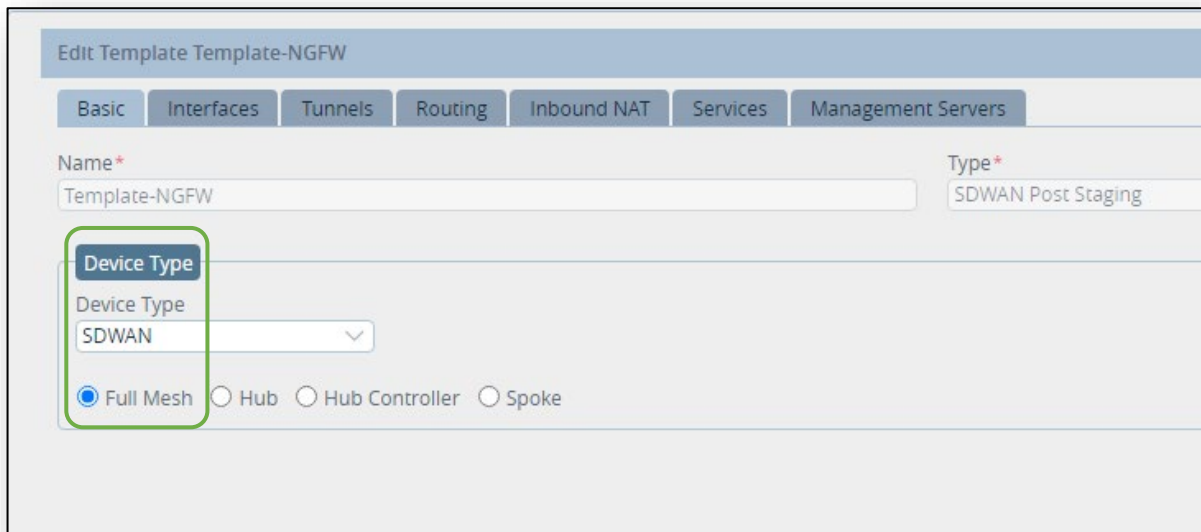 Edit Template Template-NGFW
Basic Interfaces Tunnels Routing Inbound NAT Services Management Servers
Name* Type*
Template-NGFW SDWAN Post Staging
Device Type
Device Type
SDWAN
Full Mesh Hub Hub Controller Spoke